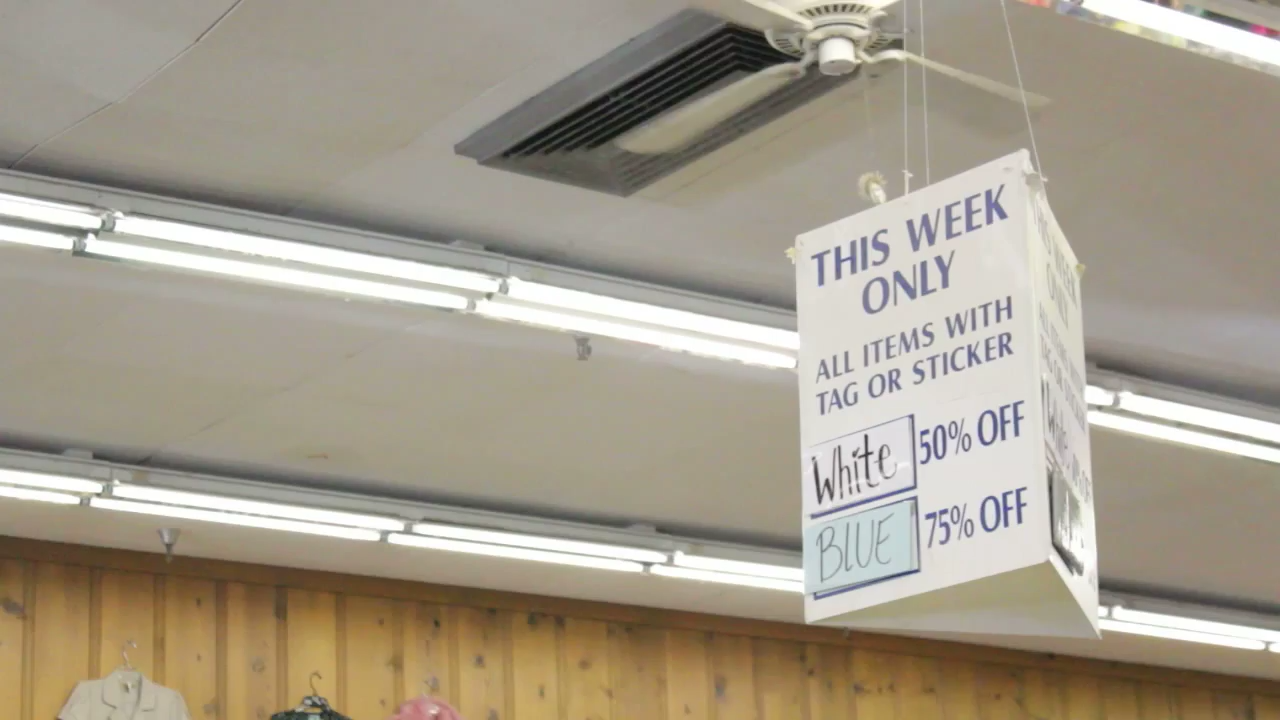 THIS WEEK
ONLY
ALL ITEMS WITH
TAG OR STICKER
White 50% OFF
BLUE 75% OFF